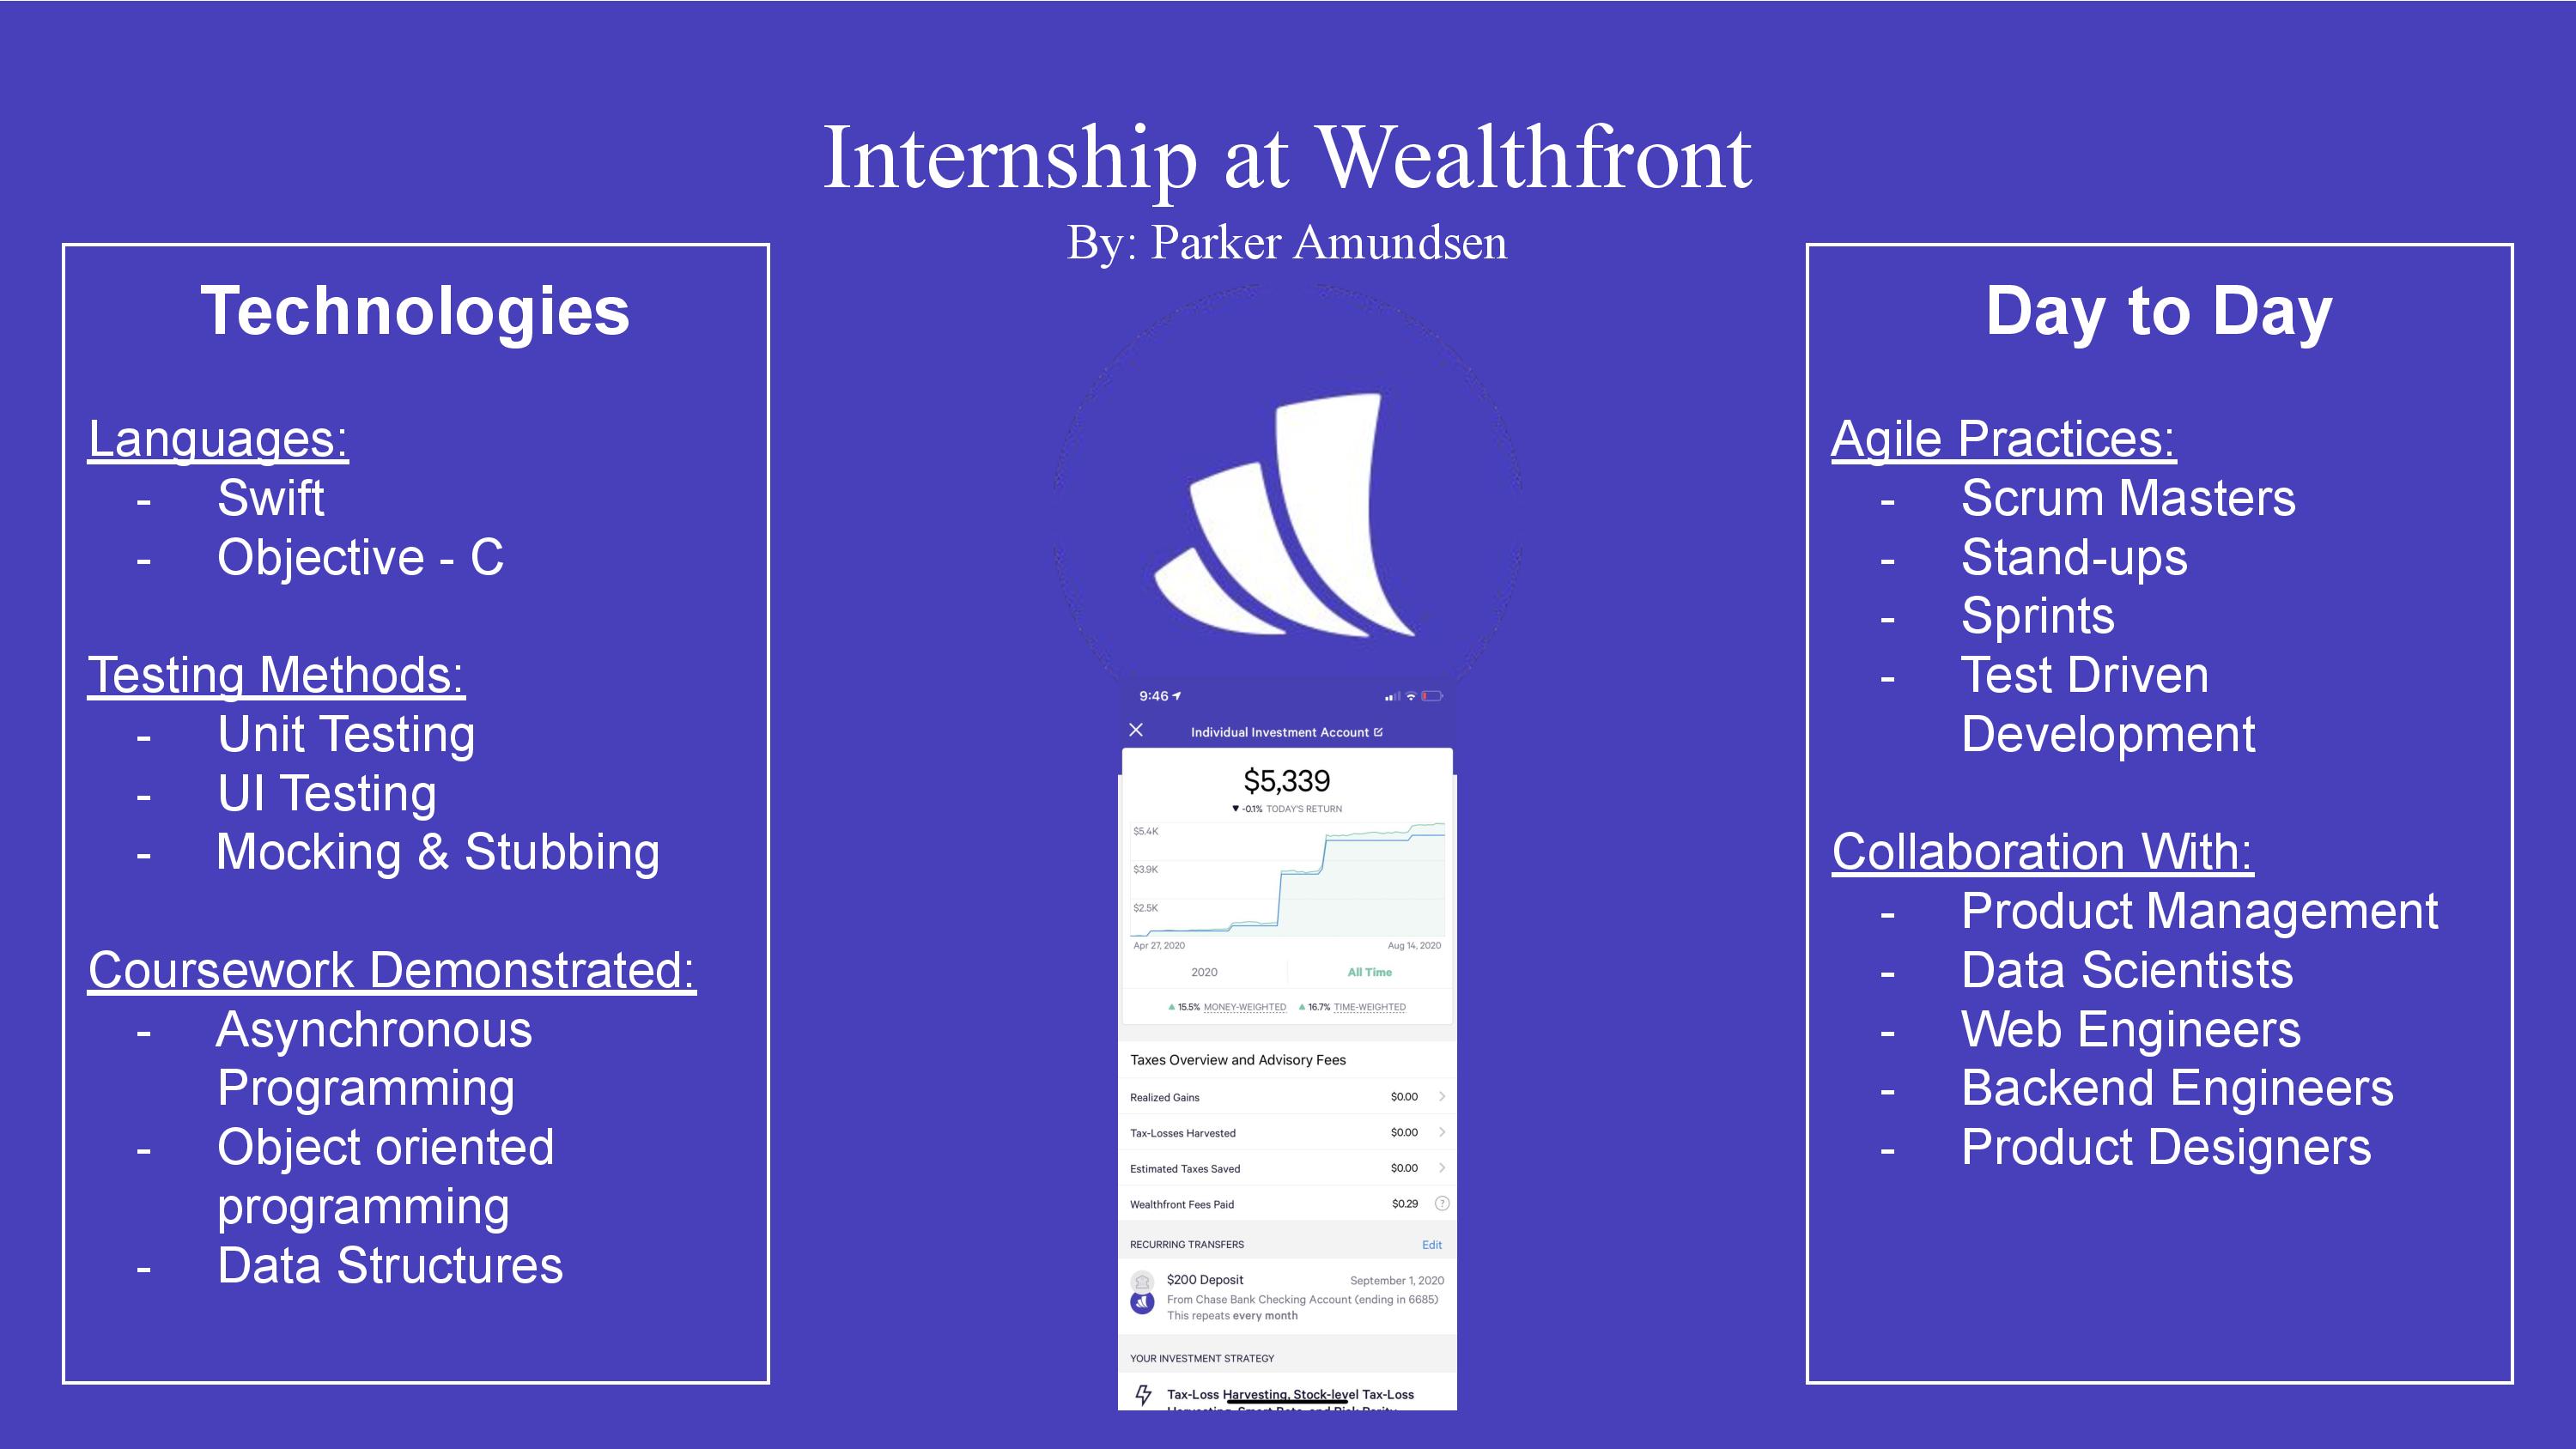 Internship at Wealthfront
By: Parker Amundsen
Technologies
Languages:
- Swift
- Objective - C
Testing Methods:
- Unit Testing
- UI Testing
- Mocking & Stubbing
Coursework Demonstrated:
- Asynchronous
Programming
- Object oriented
programming
- Data Structures
9:46
Individual Investment Account
$5,339
-0.1% TODAY'S RETURN
$5.4K
$3.9K
$2.5K
Apr 27, 2020 Aug 14, 2020
2020 All Time
15.5% MONEY-WEIGHTED 16.7% TIME-WEIGHTED
Taxes Overview and Advisory Fees
Realized Gains $0.00
Tax-Losses Harvested $0.00
Estimated Taxes Saved $0.00
Wealthfront Fees Paid $0.29 ?
RECURRING TRANSFERS Edit
$200 Deposit September 1, 2020
From Chase Bank Checking Account (ending in 6685)
This repeats every month
YOUR INVESTMENT STRATEGY
Tax-Loss Harvesting, Stock-level Tax-Loss
Day to Day
Agile Practices:
- Scrum Masters
- Stand-ups
- Sprints
- Test Driven
Development
Collaboration With:
- Product Management
- Data Scientists
- Web Engineers
- Backend Engineers
- Product Designers